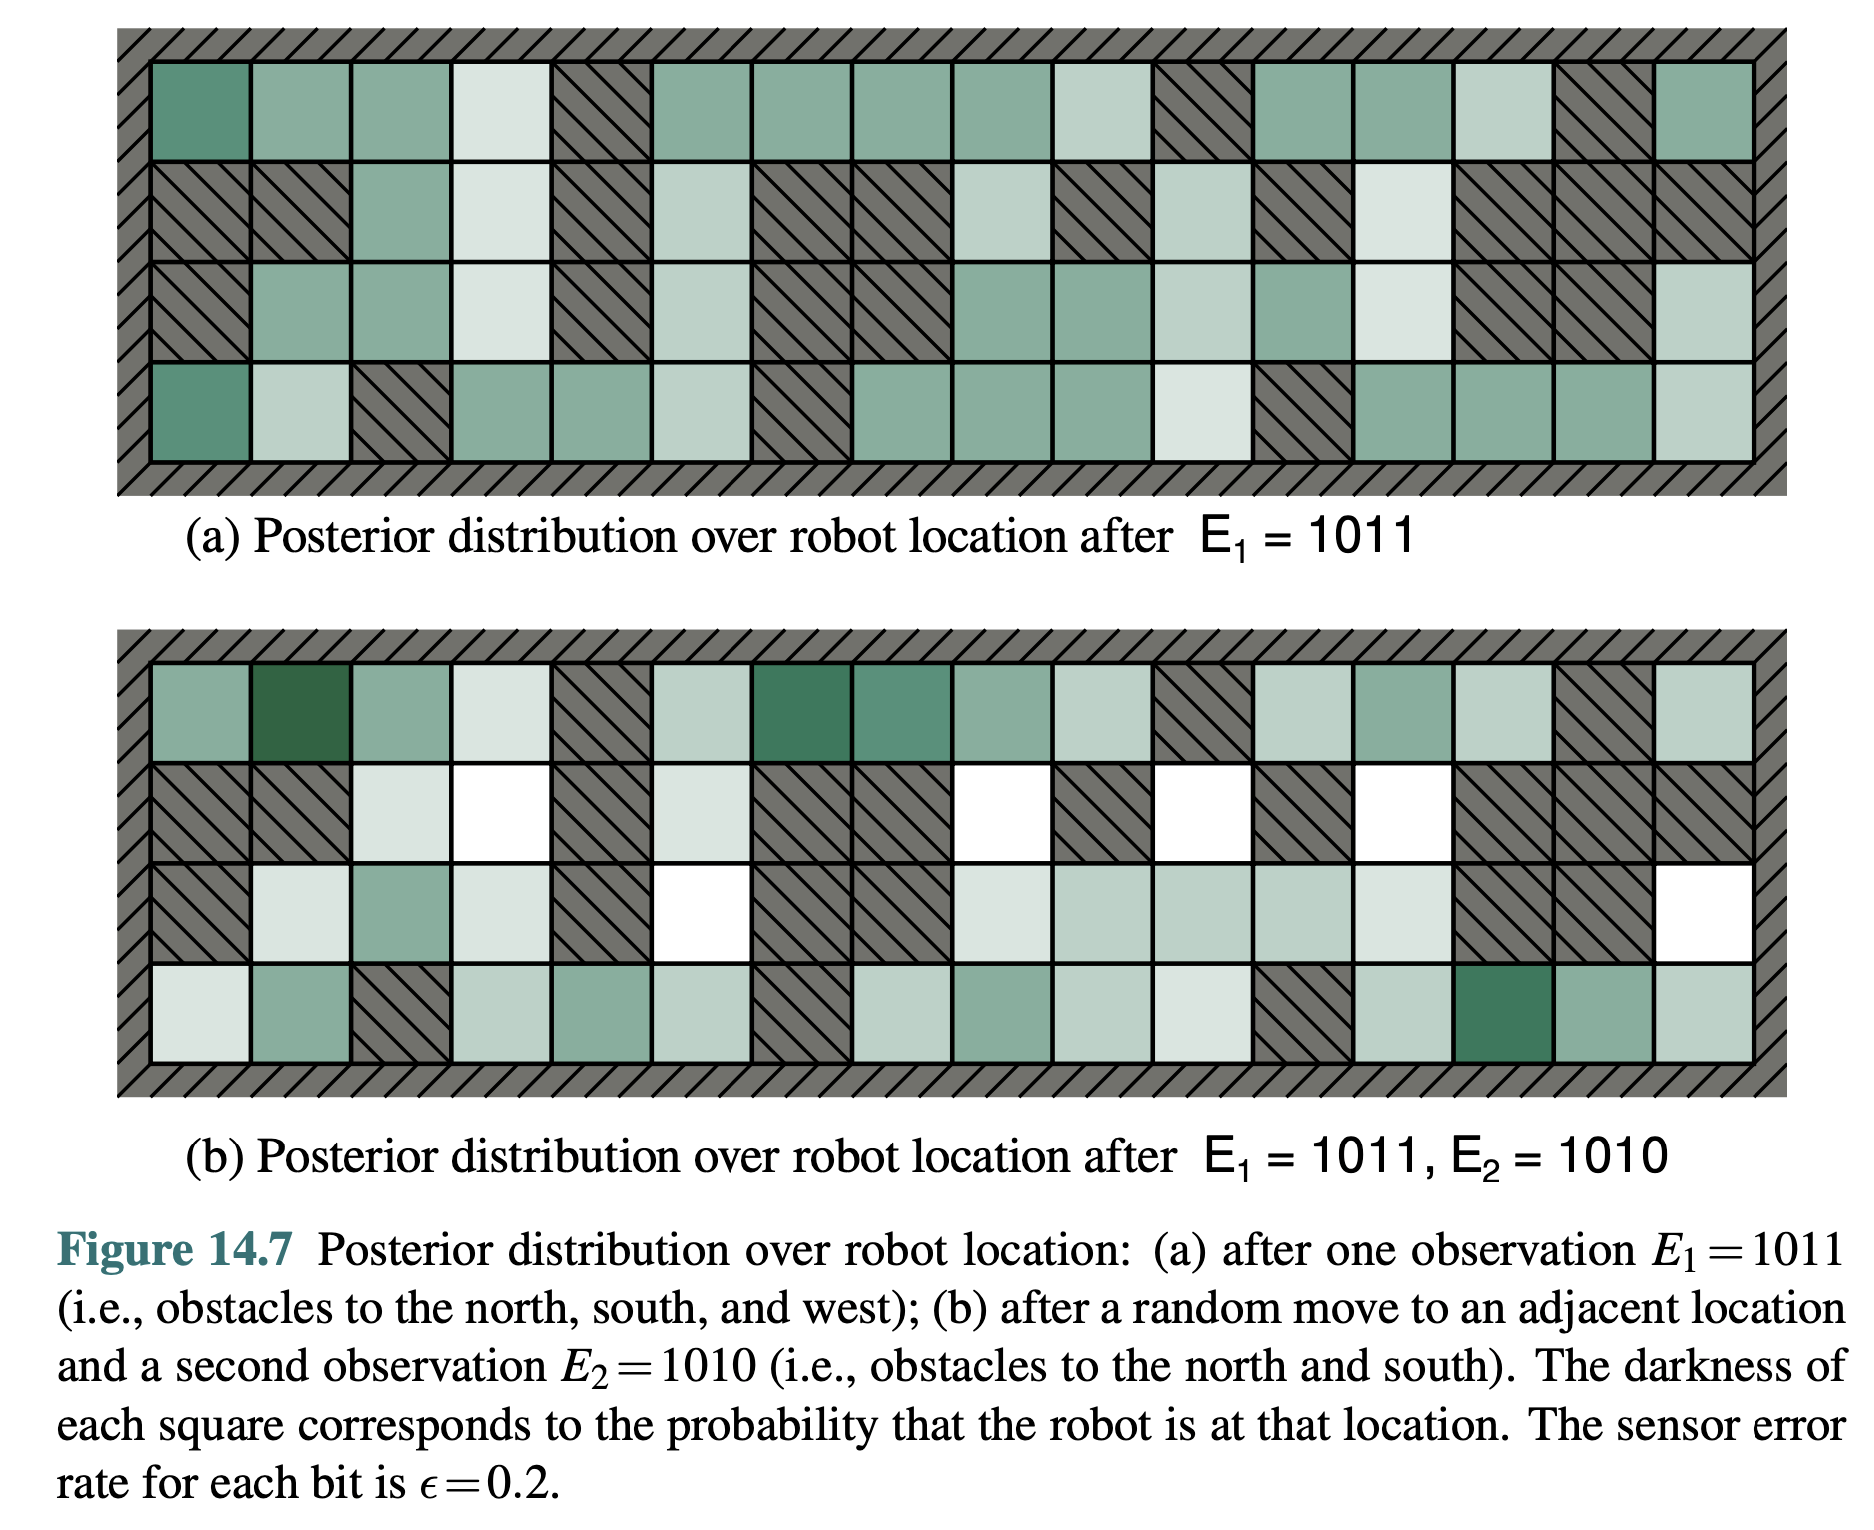 (a) Posterior distribution over robot location after E₁ = 1011
(b) Posterior distribution over robot location after E₁ = 1011, E₂ = 1010
Figure 14.7 Posterior distribution over robot location: (a) after one observation E₁ = 1011
(i.e., obstacles to the north, south, and west); (b) after a random move to an adjacent location
and a second observation E₂ = 1010 (i.e., obstacles to the north and south). The darkness of
each square corresponds to the probability that the robot is at that location. The sensor error
rate for each bit is ϵ = 0.2.